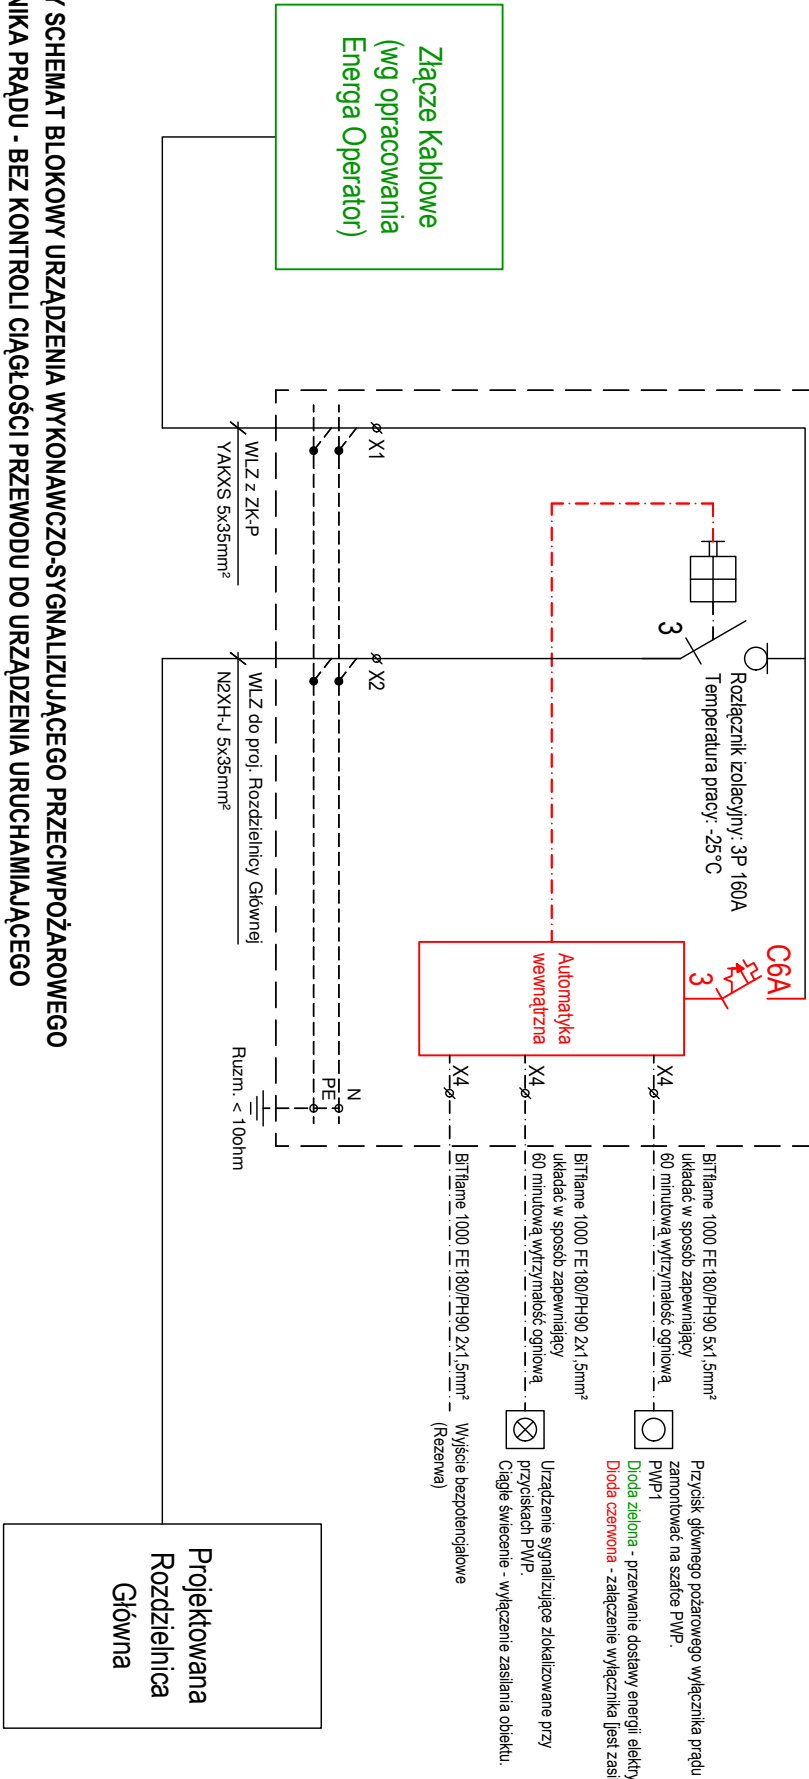 Złącze Kablowe
(wg opracowania
Energa Operator)
X1
WLZ z ZK-P
YAKXS 5x35mm²
X2
WLZ do proj. Rozdzielnicy Głównej
N2XH-J 5x35mm²
3
Rozłącznik izolacyjny: 3P 160A
Temperatura pracy: -25°C
C6A
3
Automatyka
wewnątrzna
N
PE
Ruzm. < 10ohm
X4
X4
X4
BiTflame 1000 FE180/PH90 5x1,5mm²
układać w sposób zapewniający
60 minutową wytrzymałość ogniową
BiTflame 1000 FE180/PH90 2x1,5mm²
układać w sposób zapewniający
60 minutową wytrzymałość ogniową
BiTflame 1000 FE180/PH90 2x1,5mm²
Przycisk głównego pożarowego wyłącznika prądu
zamontować na szafce PWP.
PWP1
Dioda zielona - przerwanie dostawy energii elektry
Dioda czerwona - załączenie wyłącznika [jest zasi
Urządzenie sygnalizujące zlokalizowane przy
przyciskach PWP.
Ciągłe świecenie - wyłączenie zasilania obiektu.
Wyjście bezpotencjałowe
(Rezerwa)
Projektowana
Rozdzielnica
Główna
Y SCHEMAT BLOKOWY URZĄDZENIA WYKONAWCZO-SYGNALIZUJĄCEGO PRZECIWPOŻAROWEGO
NIKA PRĄDU - BEZ KONTROLI CIĄGŁOŚCI PRZEWODU DO URZĄDZENIA URUCHAMIAJĄCEGO